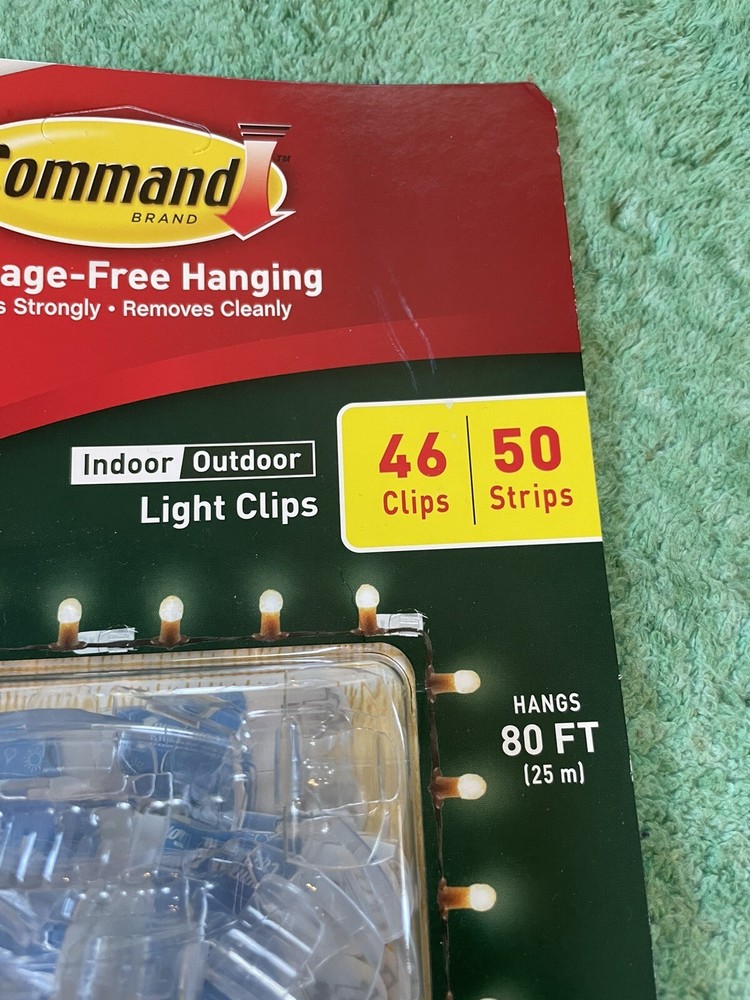 Command
™
BRAND
age-Free Hanging
s Strongly • Removes Cleanly
46 Clips
50 Strips
Indoor Outdoor
Light Clips
HANGS
80 FT
(25 m)